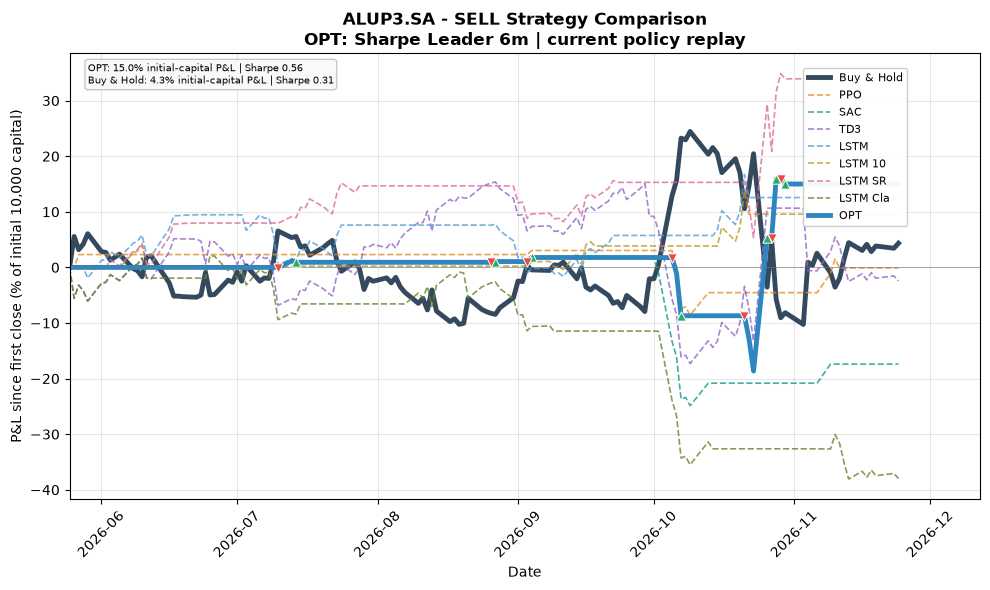 ALUP3.SA - SELL Strategy Comparison
OPT: Sharpe Leader 6m | current policy replay
OPT: 15.0% initial-capital P&L | Sharpe 0.56
Buy & Hold: 4.3% initial-capital P&L | Sharpe 0.31
Buy & Hold
PPO
SAC
TD3
LSTM
LSTM 10
LSTM SR
LSTM Cla
OPT
P&L since first close (% of initial 10,000 capital)
30
20
10
0
−10
−20
−30
−40
2026-06
2026-07
2026-08
2026-09
2026-10
2026-11
2026-12
Date